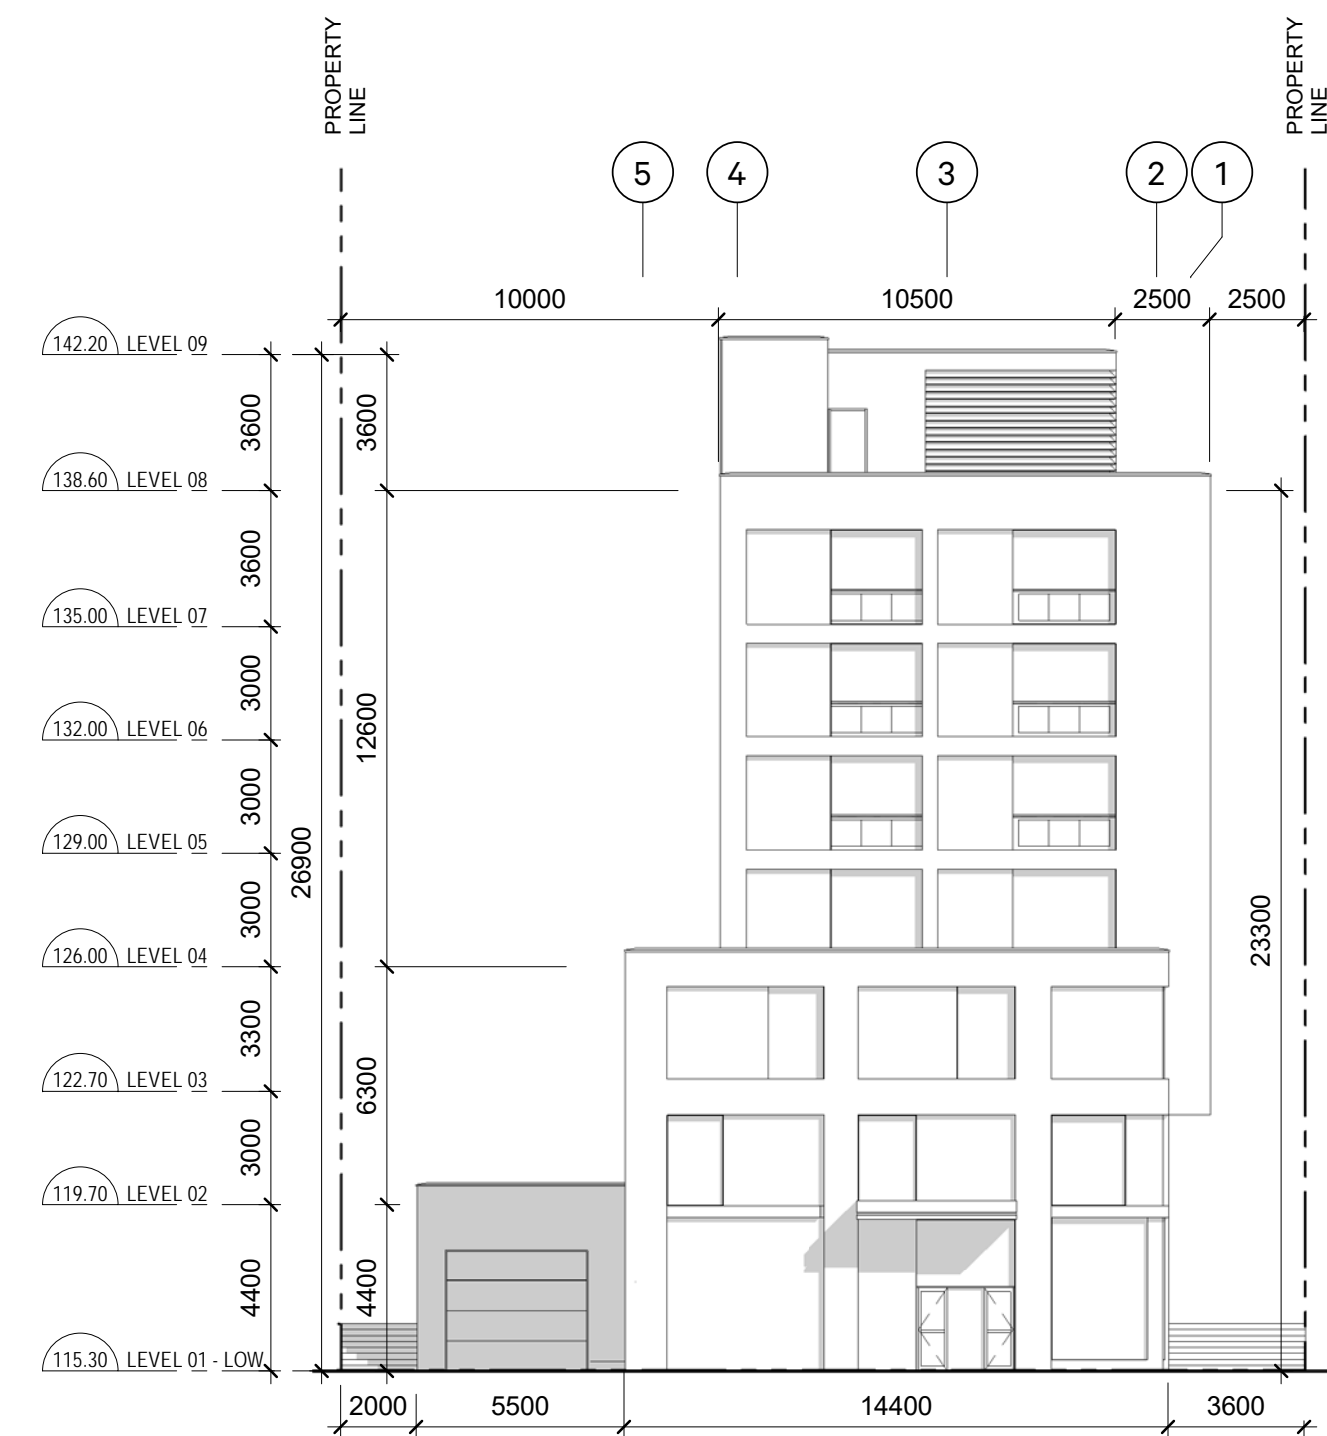 PROPERTY
LINE
PROPERTY
LINE
5
4
3
2
1
10000
10500
2500
2500
142.20 LEVEL 09
3600
3600
138.60 LEVEL 08
3600
135.00 LEVEL 07
3000
12600
132.00 LEVEL 06
3000
129.00 LEVEL 05
26900
3000
23300
126.00 LEVEL 04
3300
122.70 LEVEL 03
6300
3000
119.70 LEVEL 02
4400
4400
115.30 LEVEL 01 - LOW
2000
5500
14400
3600